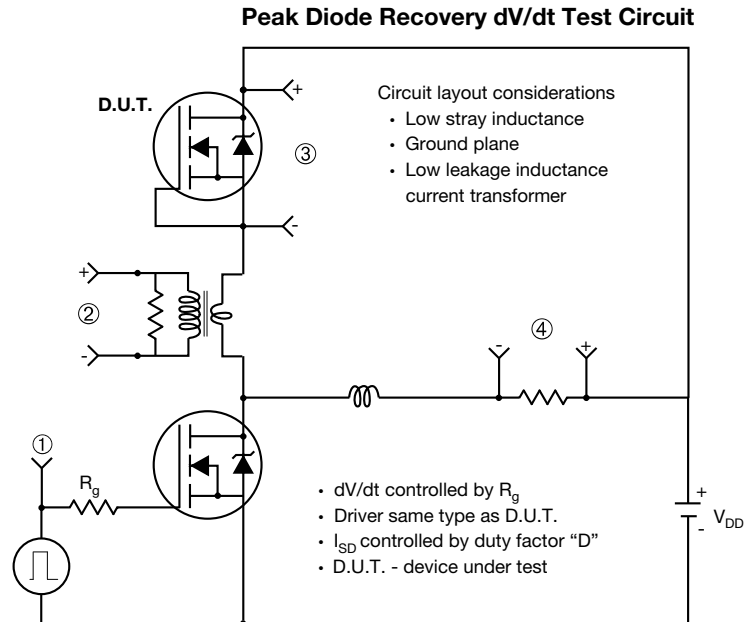 Peak Diode Recovery dV/dt Test Circuit
D.U.T.
+
③
-
Circuit layout considerations
• Low stray inductance
• Ground plane
• Low leakage inductance
current transformer
+
②
-
-
④
+
①
Rg
• dV/dt controlled by Rg
• Driver same type as D.U.T.
• ISD controlled by duty factor “D”
• D.U.T. - device under test
+
-
VDD